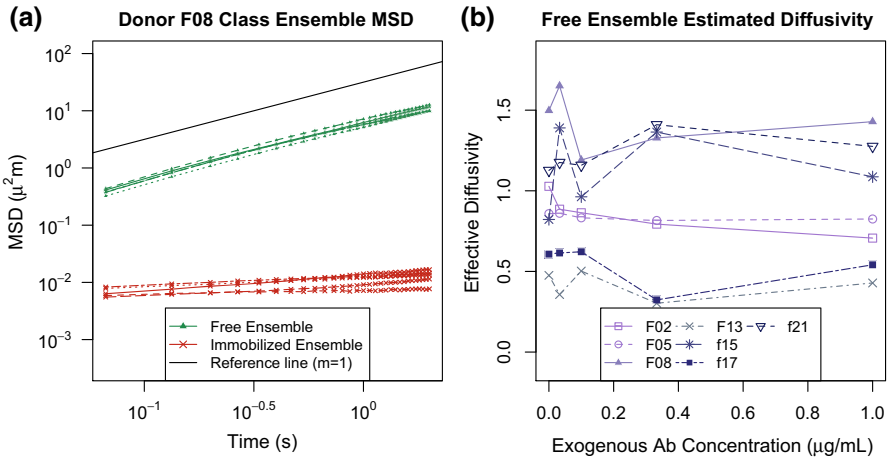 (a) Donor F08 Class Ensemble MSD
MSD (μ²m)
10²
10¹
10⁰
10⁻¹
10⁻²
10⁻³
Free Ensemble
Immobilized Ensemble
Reference line (m=1)
10⁻¹ 10⁻⁰·⁵ 10⁰
Time (s)
(b) Free Ensemble Estimated Diffusivity
Effective Diffusivity
1.5
1.0
0.5
0.0
F02 F13 f21
F05 f15
F08 f17
0.0 0.2 0.4 0.6 0.8 1.0
Exogenous Ab Concentration (μg/mL)